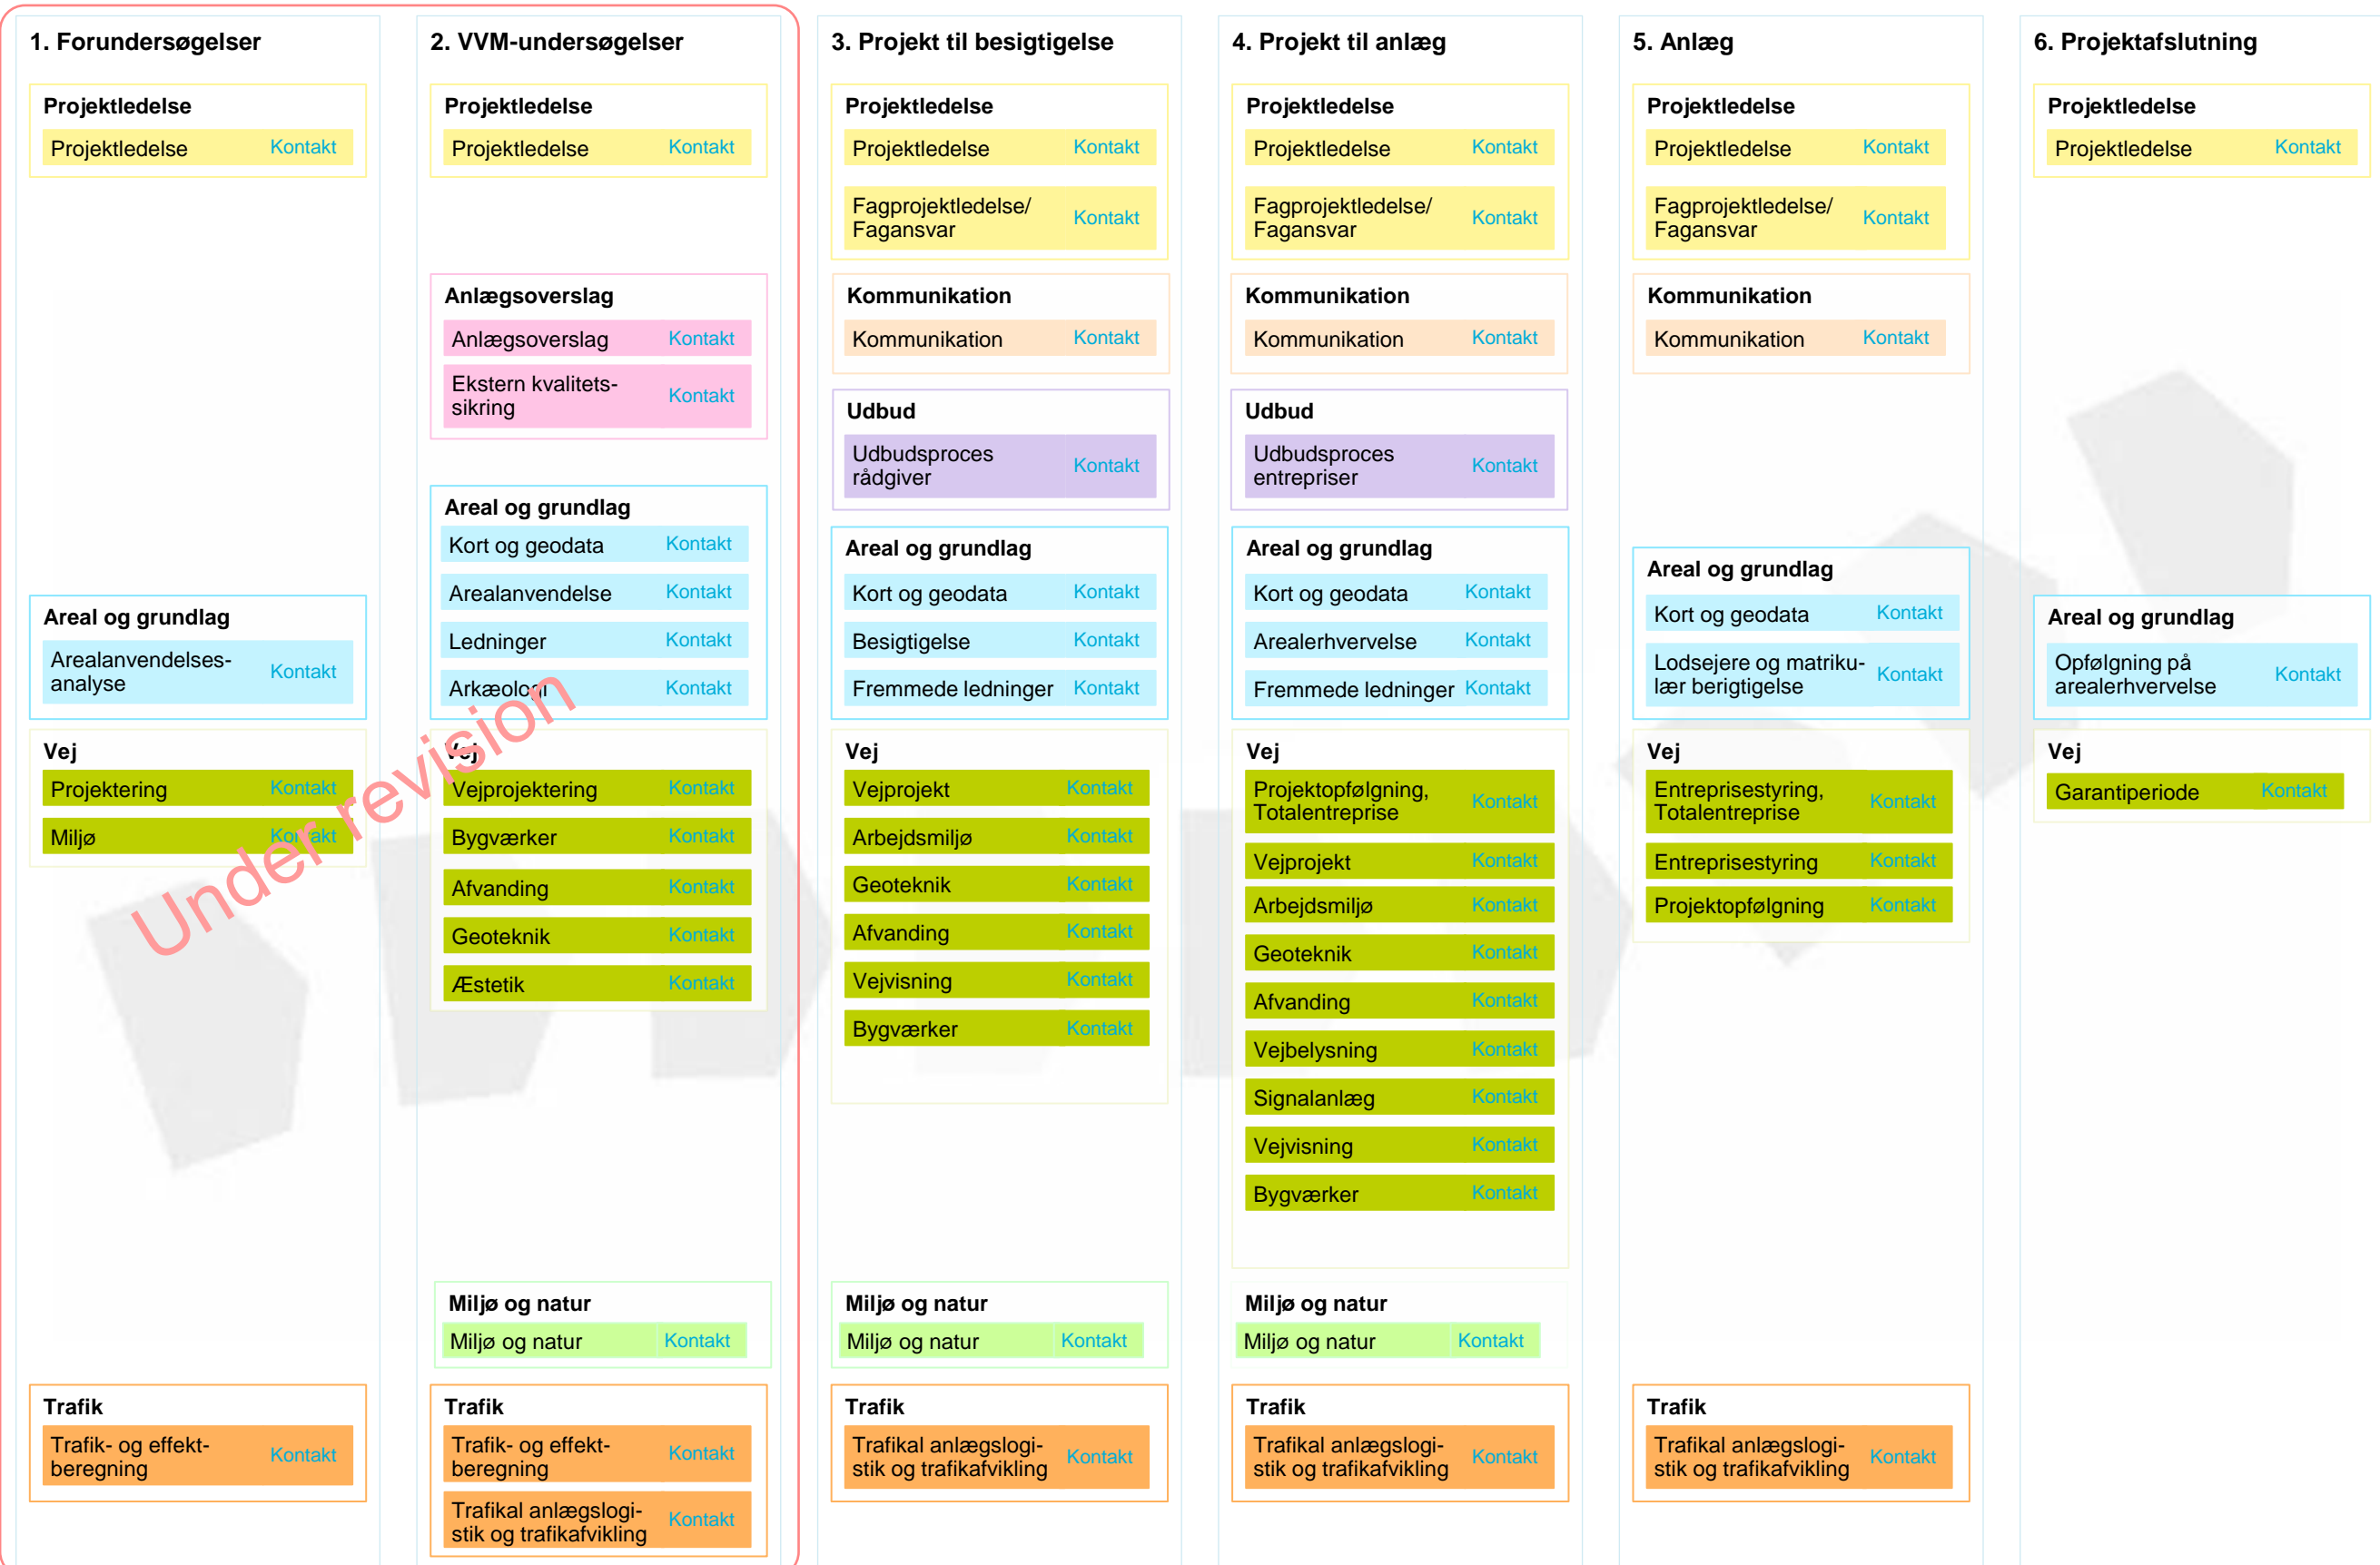 1. Forundersøgelser
Projektledelse
Projektledelse Kontakt
Areal og grundlag
Arealanvendelses-
analyse Kontakt
Vej
Projektering Kontakt
Miljø Kontakt
Trafik
Trafik- og effekt-
beregning Kontakt
2. VVM-undersøgelser
Projektledelse
Projektledelse Kontakt
Anlægsoverslag
Anlægsoverslag Kontakt
Ekstern kvalitets-
sikring Kontakt
Areal og grundlag
Kort og geodata Kontakt
Arealanvendelse Kontakt
Ledninger Kontakt
Arkæologi Kontakt
Vej
Vejprojektering Kontakt
Bygværker Kontakt
Afvanding Kontakt
Geoteknik Kontakt
Æstetik Kontakt
Miljø og natur
Miljø og natur Kontakt
Trafik
Trafik- og effekt-
beregning Kontakt
Trafikal anlægslogi-
stik og trafikafvikling Kontakt
Under revision
3. Projekt til besigtigelse
Projektledelse
Projektledelse Kontakt
Fagprojektledelse/
Fagansvar Kontakt
Kommunikation
Kommunikation Kontakt
Udbud
Udbudsproces
rådgiver Kontakt
Areal og grundlag
Kort og geodata Kontakt
Besigtigelse Kontakt
Fremmede ledninger Kontakt
Vej
Vejprojekt Kontakt
Arbejdsmiljø Kontakt
Geoteknik Kontakt
Afvanding Kontakt
Vejvisning Kontakt
Bygværker Kontakt
Miljø og natur
Miljø og natur Kontakt
Trafik
Trafikal anlægslogi-
stik og trafikafvikling Kontakt
4. Projekt til anlæg
Projektledelse
Projektledelse Kontakt
Fagprojektledelse/
Fagansvar Kontakt
Kommunikation
Kommunikation Kontakt
Udbud
Udbudsproces
entrepriser Kontakt
Areal og grundlag
Kort og geodata Kontakt
Arealerhvervelse Kontakt
Fremmede ledninger Kontakt
Vej
Projektopfølgning,
Totalentreprise Kontakt
Vejprojekt Kontakt
Arbejdsmiljø Kontakt
Geoteknik Kontakt
Afvanding Kontakt
Vejbelysning Kontakt
Signalanlæg Kontakt
Vejvisning Kontakt
Bygværker Kontakt
Miljø og natur
Miljø og natur Kontakt
Trafik
Trafikal anlægslogi-
stik og trafikafvikling Kontakt
5. Anlæg
Projektledelse
Projektledelse Kontakt
Fagprojektledelse/
Fagansvar Kontakt
Kommunikation
Kommunikation Kontakt
Areal og grundlag
Kort og geodata Kontakt
Lodsejere og matriku-
lær berigtigelse Kontakt
Vej
Entreprisestyring,
Totalentreprise Kontakt
Entreprisestyring Kontakt
Projektopfølgning Kontakt
Trafik
Trafikal anlægslogi-
stik og trafikafvikling Kontakt
6. Projektafslutning
Projektledelse
Projektledelse Kontakt
Areal og grundlag
Opfølgning på
arealerhvervelse Kontakt
Vej
Garantiperiode Kontakt